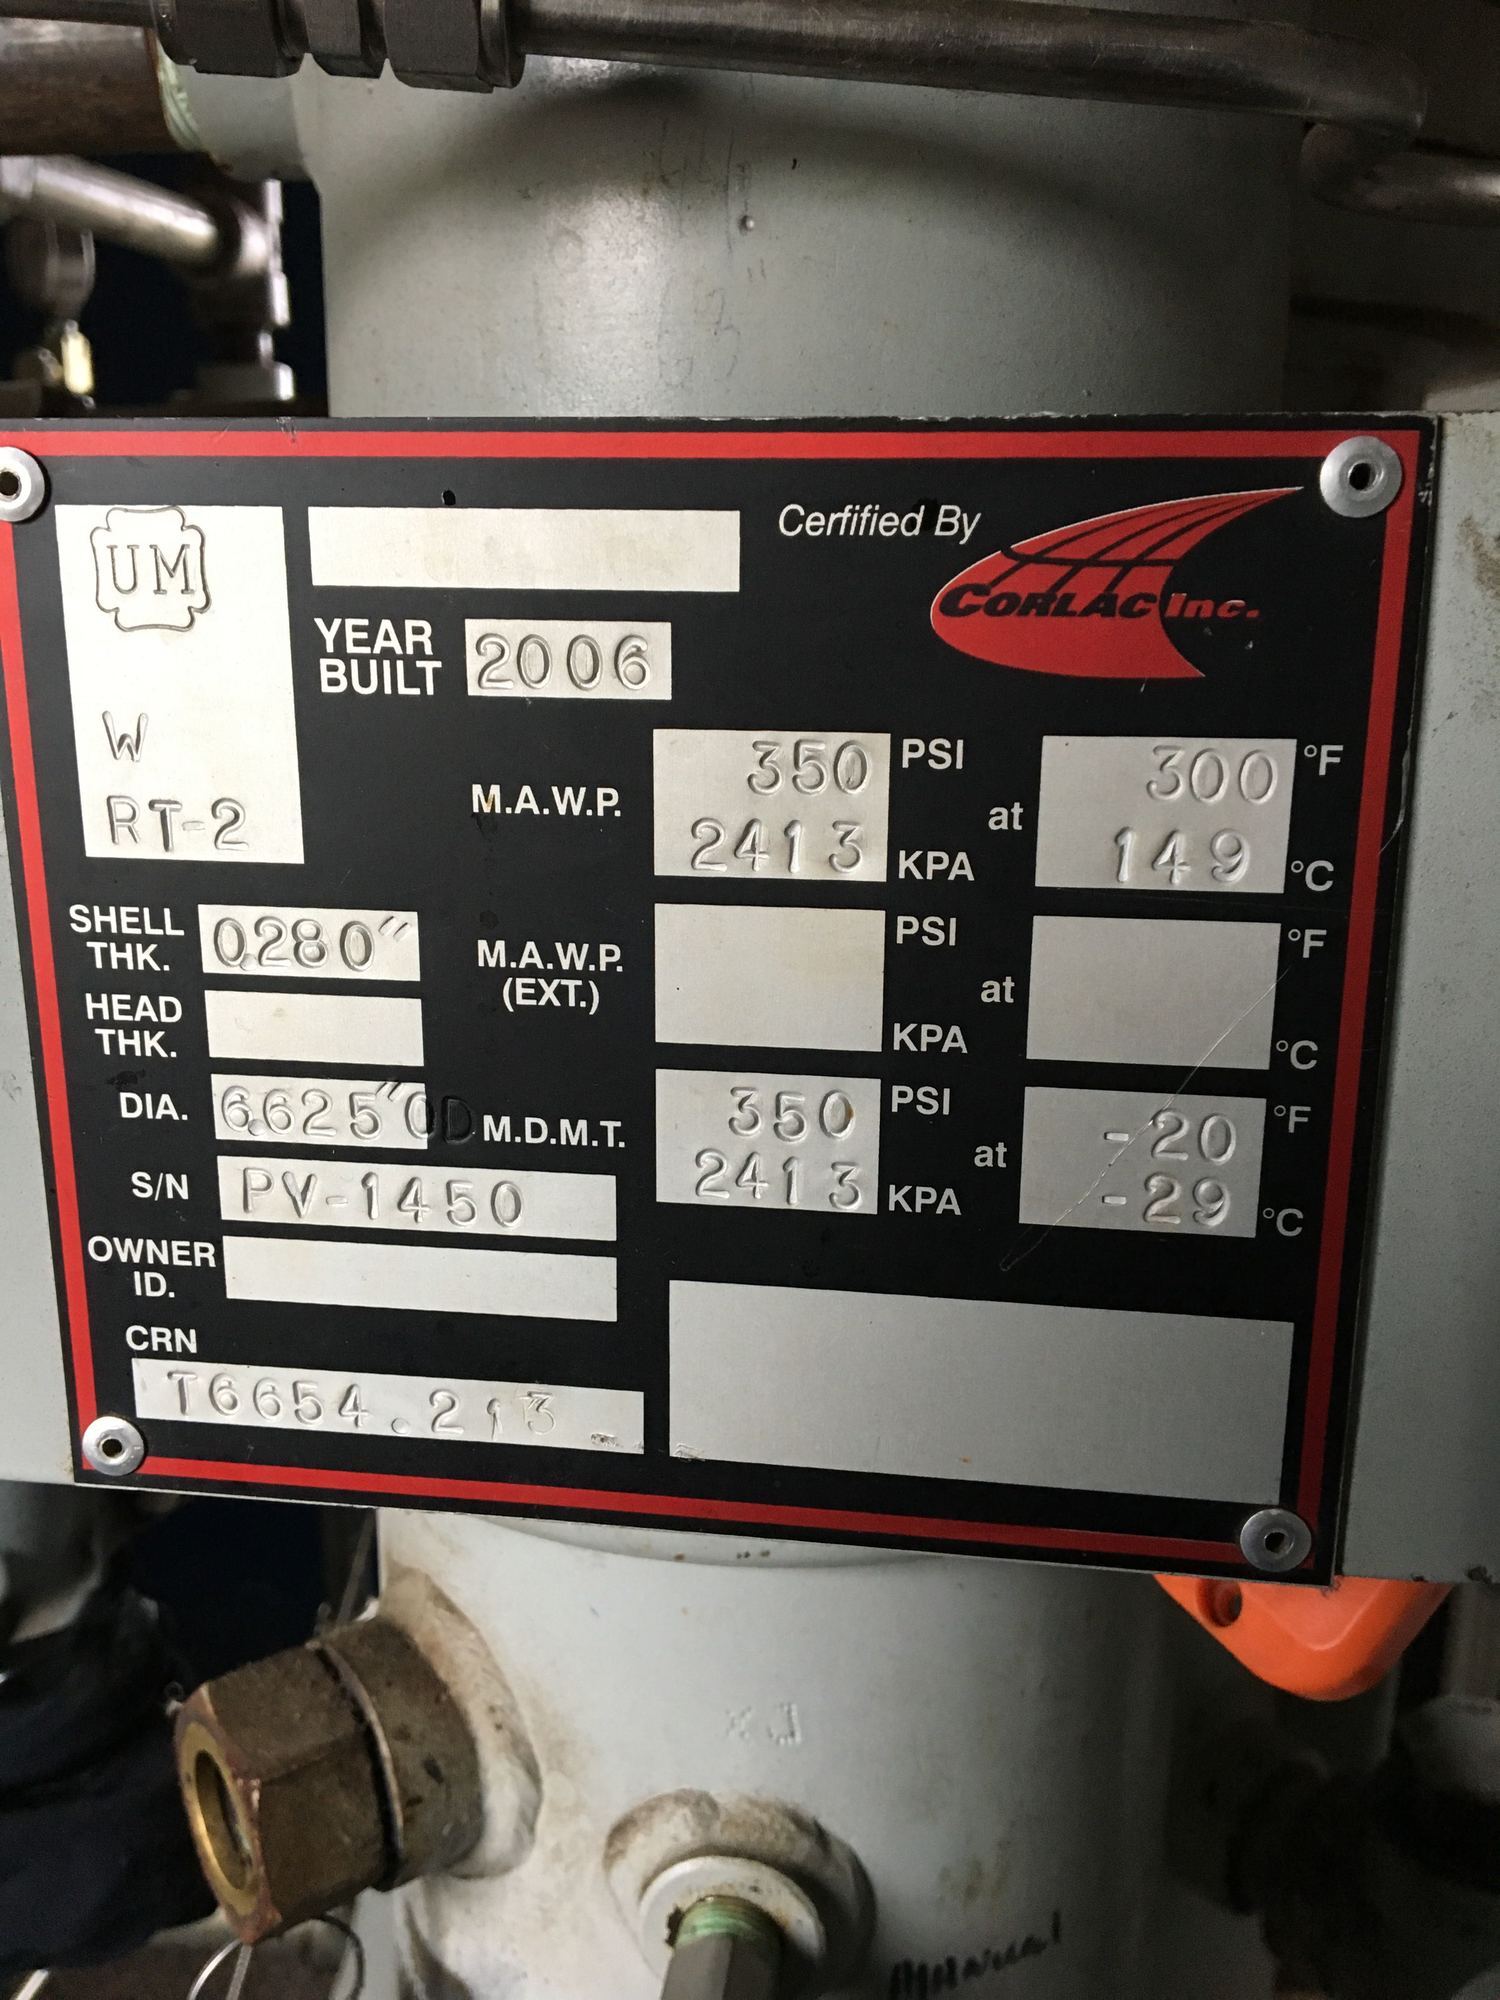 UM
W
RT-2
Cerfified By
CORLAC Inc.
YEAR
BUILT 2006
M.A.W.P. 350 PSI at 300 °F
2413 KPA 149 °C
SHELL
THK. 0.280"
M.A.W.P.
(EXT.) PSI at °F
KPA °C
HEAD
THK.
DIA. 6.625" OD
M.D.M.T. 350 PSI at -20 °F
2413 KPA -29 °C
S/N PV-1450
OWNER
ID.
CRN
T6654.213